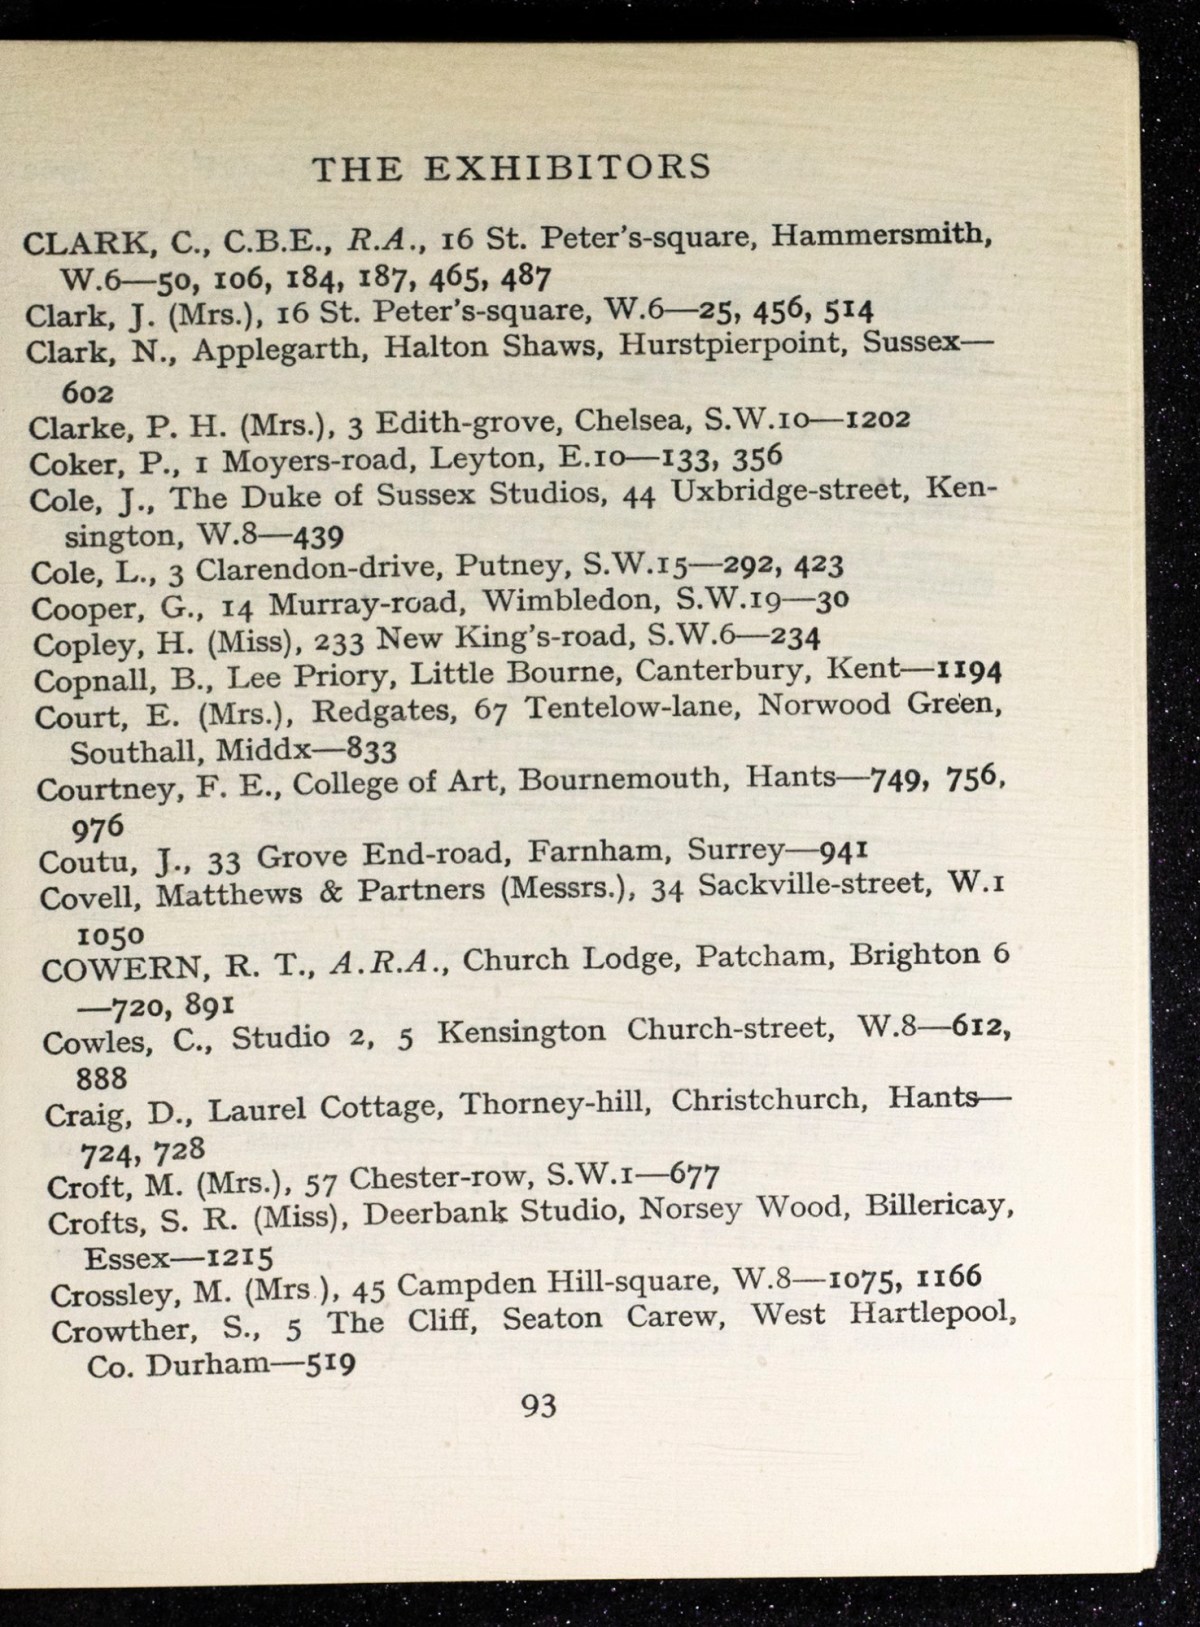 THE EXHIBITORS
CLARK, C., C.B.E., R.A., 16 St. Peter's-square, Hammersmith,
W.6—50, 106, 184, 187, 465, 487
Clark, J. (Mrs.), 16 St. Peter's-square, W.6—25, 456, 514
Clark, N., Applegarth, Halton Shaws, Hurstpierpoint, Sussex—
602
Clarke, P. H. (Mrs.), 3 Edith-grove, Chelsea, S.W.10—1202
Coker, P., 1 Moyers-road, Leyton, E.10—133, 356
Cole, J., The Duke of Sussex Studios, 44 Uxbridge-street, Ken-
sington, W.8—439
Cole, L., 3 Clarendon-drive, Putney, S.W.15—292, 423
Cooper, G., 14 Murray-road, Wimbledon, S.W.19—30
Copley, H. (Miss), 233 New King's-road, S.W.6—234
Copnall, B., Lee Priory, Little Bourne, Canterbury, Kent—1194
Court, E. (Mrs.), Redgates, 67 Tentelow-lane, Norwood Green,
Southall, Middx—833
Courtney, F. E., College of Art, Bournemouth, Hants—749, 756,
976
Coutu, J., 33 Grove End-road, Farnham, Surrey—941
Covell, Matthews & Partners (Messrs.), 34 Sackville-street, W.1
1050
COWERN, R. T., A.R.A., Church Lodge, Patcham, Brighton 6
—720, 891
Cowles, C., Studio 2, 5 Kensington Church-street, W.8—612,
888
Craig, D., Laurel Cottage, Thorney-hill, Christchurch, Hants—
724, 728
Croft, M. (Mrs.), 57 Chester-row, S.W.1—677
Crofts, S. R. (Miss), Deerbank Studio, Norsey Wood, Billericay,
Essex—1215
Crossley, M. (Mrs.), 45 Campden Hill-square, W.8—1075, 1166
Crowther, S., 5 The Cliff, Seaton Carew, West Hartlepool,
Co. Durham—519
93